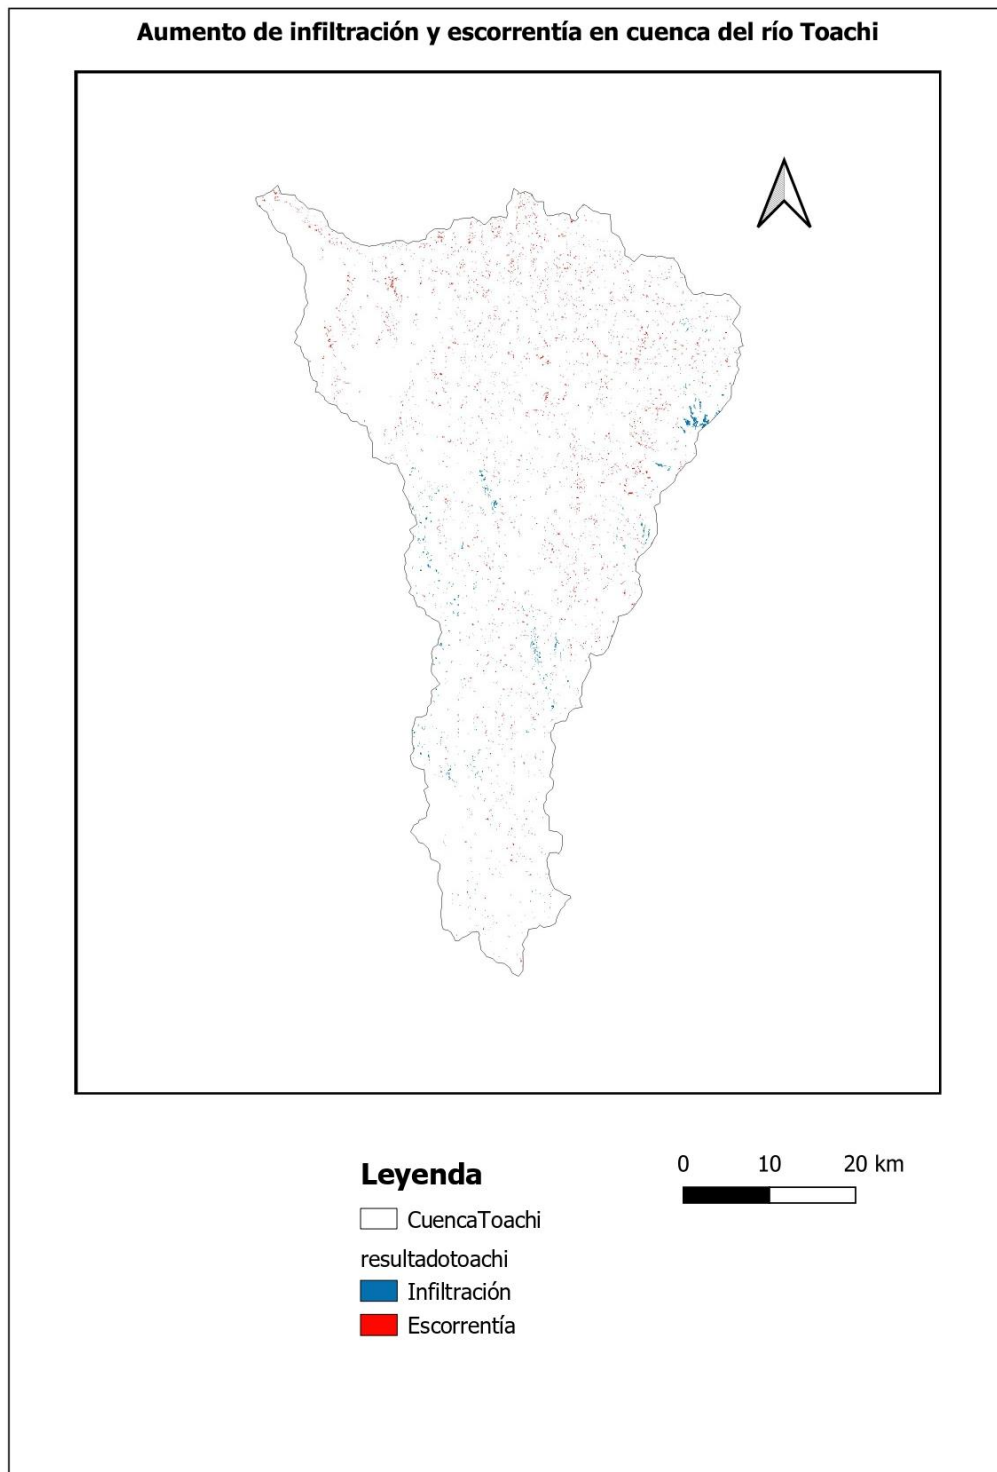 Aumento de infiltración y escorrentía en cuenca del río Toachi
Leyenda
CuencaToachi
resultadotoachi
Infiltración
Escorrentía
0 10 20 km